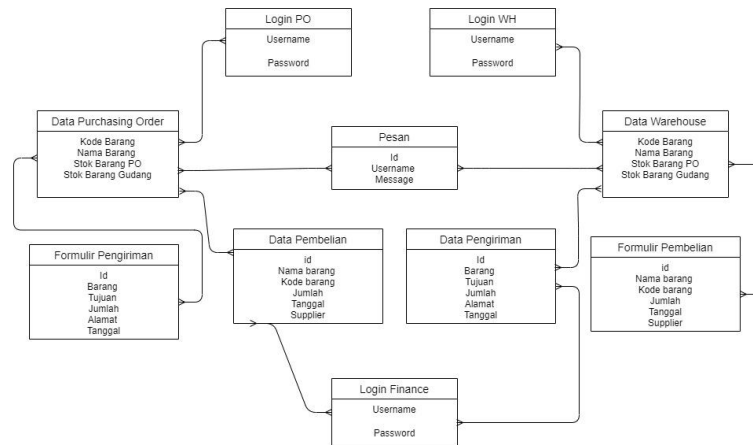 Login PO
Username
Password
Login WH
Username
Password
Data Purchasing Order
Kode Barang
Nama Barang
Stok Barang PO
Stok Barang Gudang
Pesan
Id
Username
Message
Data Warehouse
Kode Barang
Nama Barang
Stok Barang PO
Stok Barang Gudang
Formulir Pengiriman
Id
Barang
Tujuan
Jumlah
Alamat
Tanggal
Data Pembelian
id
Nama barang
Kode barang
Jumlah
Tanggal
Supplier
Data Pengiriman
Id
Barang
Tujuan
Jumlah
Alamat
Tanggal
Formulir Pembelian
id
Nama barang
Kode barang
Jumlah
Tanggal
Supplier
Login Finance
Username
Password